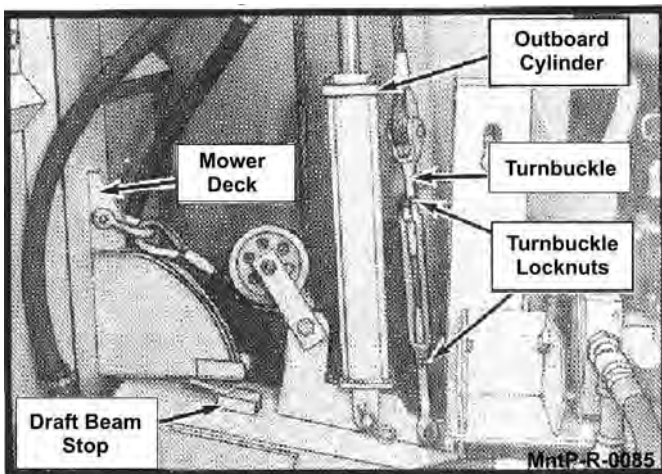 Outboard
Cylinder
Mower
Deck
Turnbuckle
Turnbuckle
Locknuts
Draft Beam
Stop
MntP-R-0085